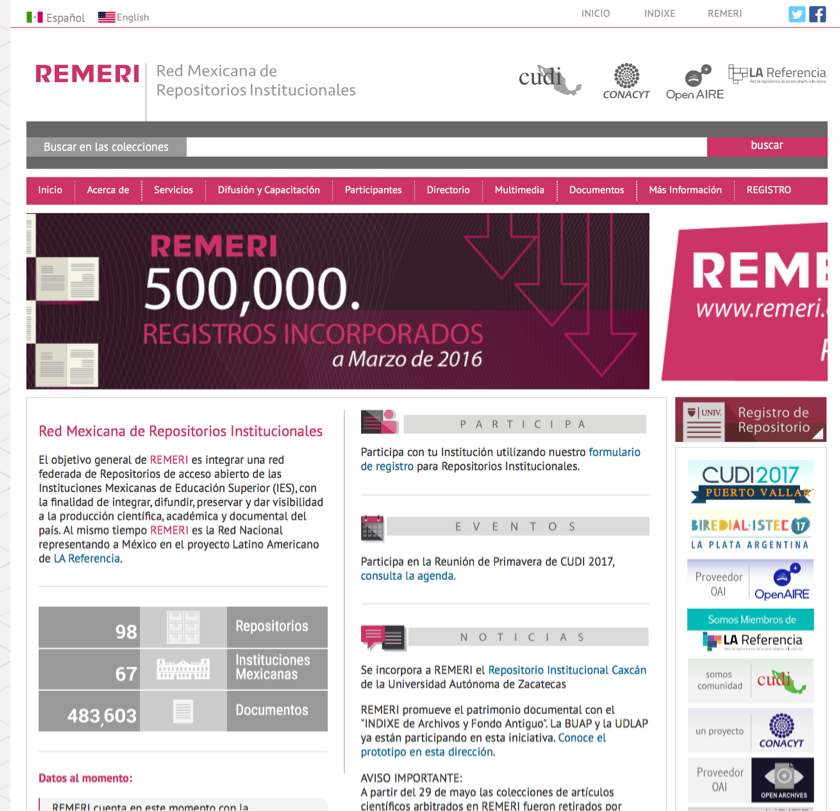 Español English INICIO INDIXE REMERI
REMERI Red Mexicana de
Repositorios Institucionales
cudi
CONACYT
Open AIRE
LA Referencia
Buscar en las colecciones buscar
Inicio Acerca de Servicios Difusión y Capacitación Participantes Directorio Multimedia Documentos Más Información REGISTRO
REMERI
500,000.
REGISTROS INCORPORADOS
a Marzo de 2016
REME
www.remeri.
Red Mexicana de Repositorios Institucionales
El objetivo general de REMERI es integrar una red
federada de Repositorios de acceso abierto de las
Instituciones Mexicanas de Educación Superior (IES), con
la finalidad de integrar, difundir, preservar y dar visibilidad
a la producción científica, académica y documental del
país. Al mismo tiempo REMERI es la Red Nacional
representando a México en el proyecto Latino Americano
de LA Referencia.
98 Repositorios
67 Instituciones
Mexicanas
483,603 Documentos
Datos al momento:
REMERI cuenta en este momento con la
PARTICIPA
Participa con tu Institución utilizando nuestro formulario
de registro para Repositorios Institucionales.
EVENTOS
Participa en la Reunión de Primavera de CUDI 2017,
consulta la agenda.
NOTICIAS
Se incorpora a REMERI el Repositorio Institucional Caxcán
de la Universidad Autónoma de Zacatecas
REMERI promueve el patrimonio documental con el
"INDIXE de Archivos y Fondo Antiguo". La BUAP y la UDLAP
ya están participando en esta iniciativa. Conoce el
prototipo en esta dirección.
AVISO IMPORTANTE:
A partir del 29 de mayo las colecciones de artículos
científicos arbitrados en REMERI fueron retirados por
UNIV.
Registro de
Repositorio
CUDI2017
PUERTO VALLAR
BIREDIAL-ISTEC 17
LA PLATA ARGENTINA
Proveedor
OAI
OpenAIRE
Somos Miembros de
LA Referencia
somos
comunidad
cudi
un proyecto
CONACYT
Proveedor
OAI
OPEN ARCHIVES